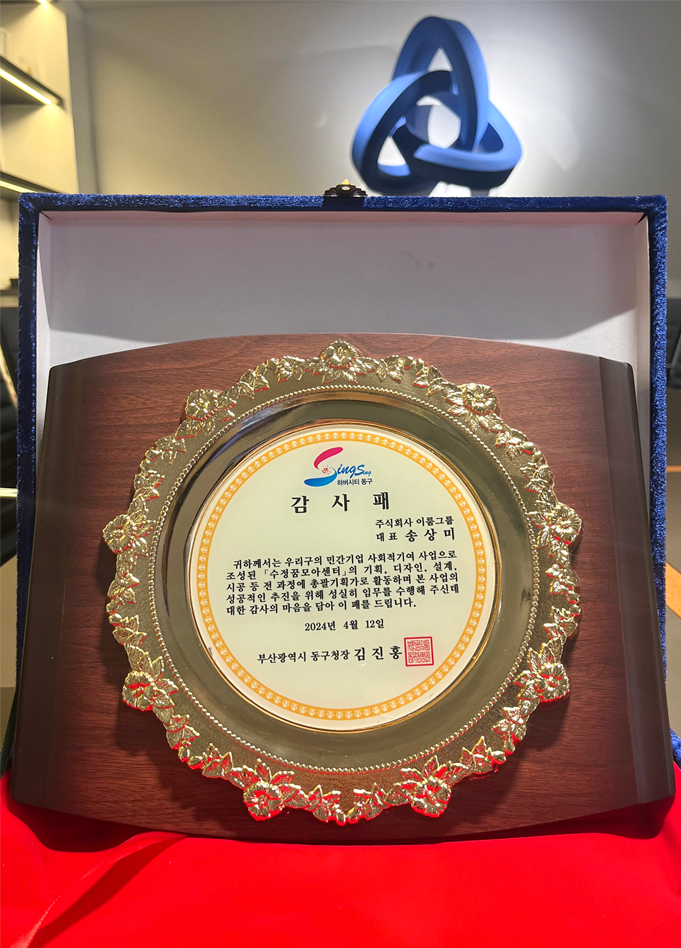 Sing Sing
하버시티 동구
감 사 패
주식회사 이룸그룹
대표 송 상 미
귀하께서는 우리구의 민간기업 사회적기여 사업으로
조성된 「수정꿈모아센터」의 기획, 디자인, 설계,
시공 등 전 과정에 총괄기획가로 활동하며 본 사업의
성공적인 추진을 위해 성실히 임무를 수행해 주신데
대한 감사의 마음을 담아 이 패를 드립니다.
2024년 4월 12일
부산광역시 동구청장 김 진 홍